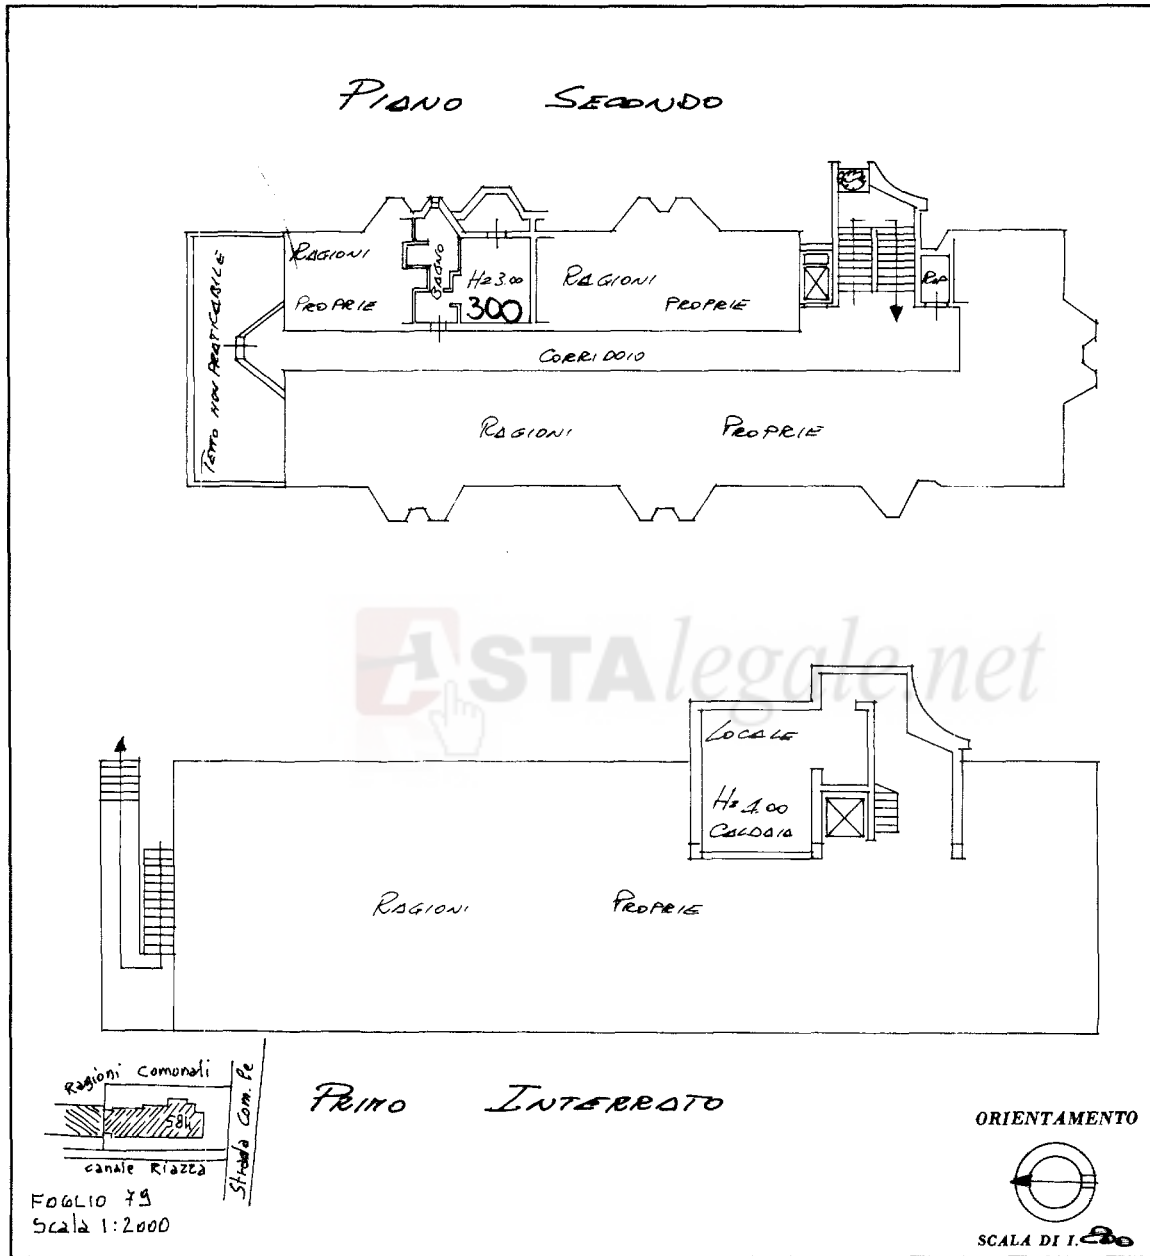 PIANO SECONDO
RAGIONI
PROPRIE
BAGNO
H=3.00
300
RAGIONI
PROPRIE
RIP
TETTO NON PRATICABILE
CORRIDOIO
RAGIONI PROPRIE
ASTAlegale.net
LOCALE
H=4.00
CALDAIA
RAGIONI PROPRIE
PRIMO INTERRATO
Ragioni Comunali
584
Strada Com. le
canale Riazza
FOGLIO 79
Scala 1:2000
ORIENTAMENTO
SCALA DI 1: